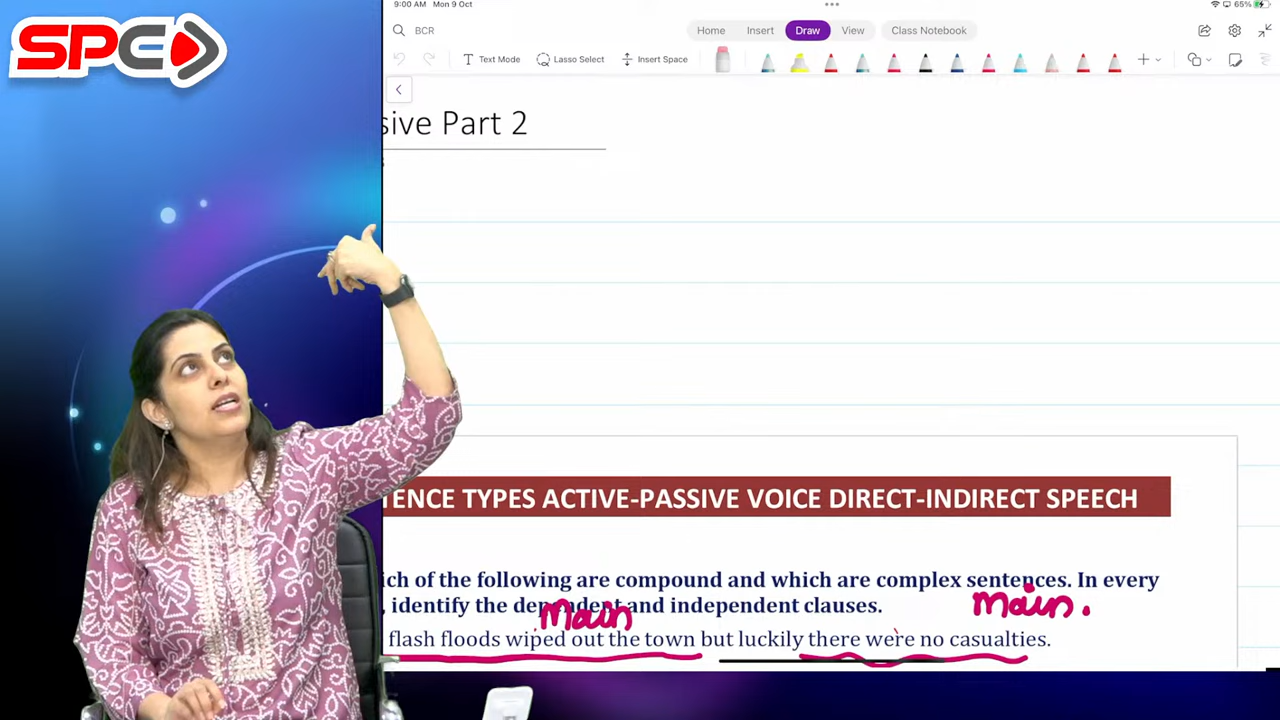 SPE
9:00 AM Mon 9 Oct
65%
BCR
Home Insert Draw View Class Notebook
Text Mode Lasso Select Insert Space
sive Part 2
TENCE TYPES ACTIVE-PASSIVE VOICE DIRECT-INDIRECT SPEECH
ich of the following are compound and which are complex sentences. In every
, identify the dependent and independent clauses.
main main.
flash floods wiped out the town but luckily there were no casualties.